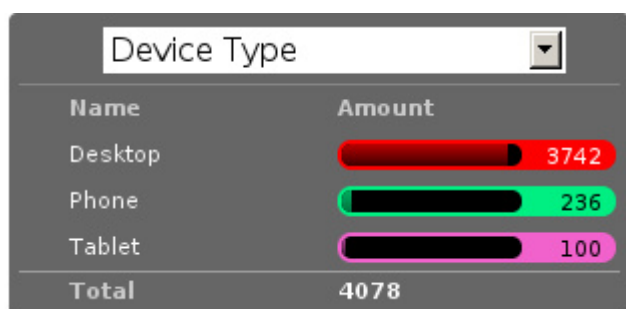 Device Type
Name Amount
Desktop 3742
Phone 236
Tablet 100
Total 4078